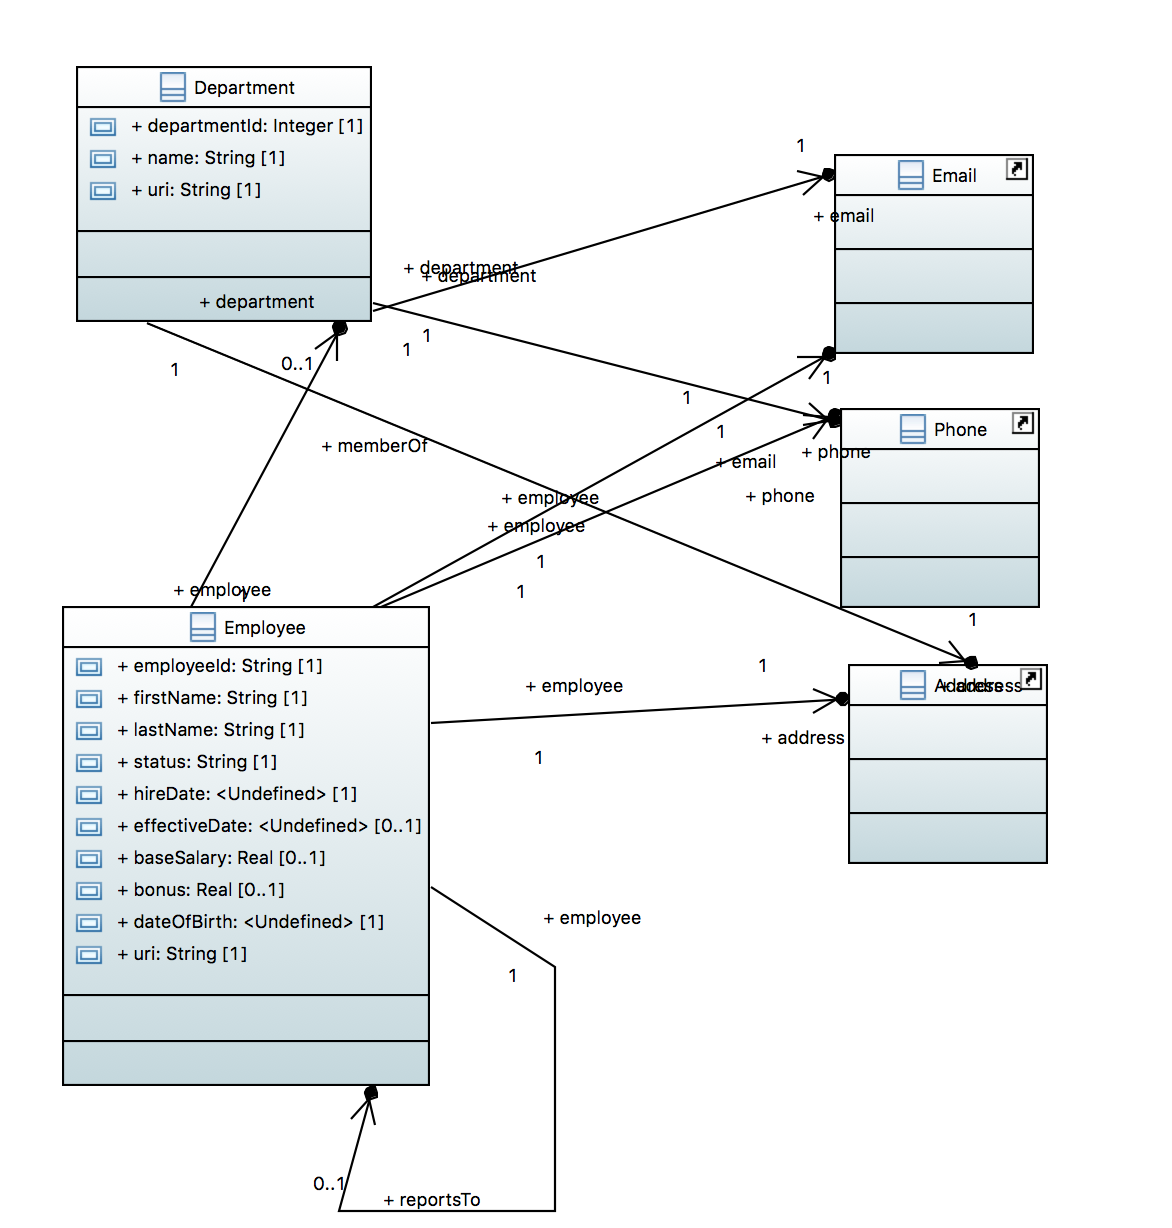 Department
+ departmentId: Integer [1]
+ name: String [1]
+ uri: String [1]
1
Email
+ email
+ department
+ department
+ department
1
1
0..1
1
1
1
Phone
1
+ memberOf
+ phone
+ email
+ phone
+ employee
+ employee
1
1
+ employee
1
1
Employee
+ employeeId: String [1]
+ firstName: String [1]
+ lastName: String [1]
+ status: String [1]
+ hireDate: <Undefined> [1]
+ effectiveDate: <Undefined> [0..1]
+ baseSalary: Real [0..1]
+ bonus: Real [0..1]
+ dateOfBirth: <Undefined> [1]
+ uri: String [1]
1
+ employee
Address
+ address
+ address
1
+ employee
1
0..1
+ reportsTo